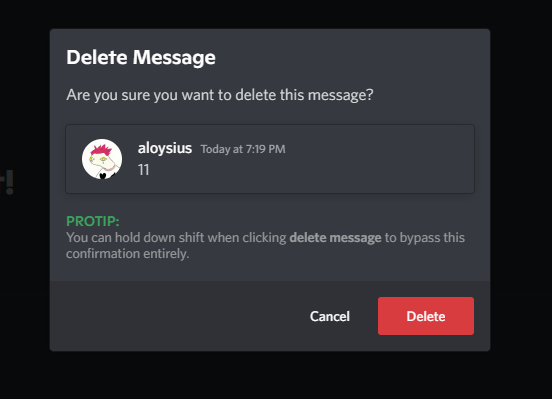 Delete Message
Are you sure you want to delete this message?
aloysius Today at 7:19 PM
11
r!
PROTIP:
You can hold down shift when clicking delete message to bypass this
confirmation entirely.
Cancel Delete